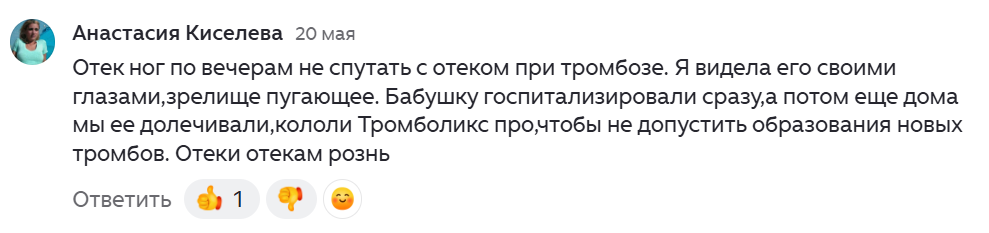 Анастасия Киселева 20 мая
Отек ног по вечерам не спутать с отеком при тромбозе. Я видела его своими
глазами,зрелище пугающее. Бабушку госпитализировали сразу,а потом еще дома
мы ее долечивали,кололи Тромболикс про,чтобы не допустить образования новых
тромбов. Отеки отекам рознь
Ответить 1